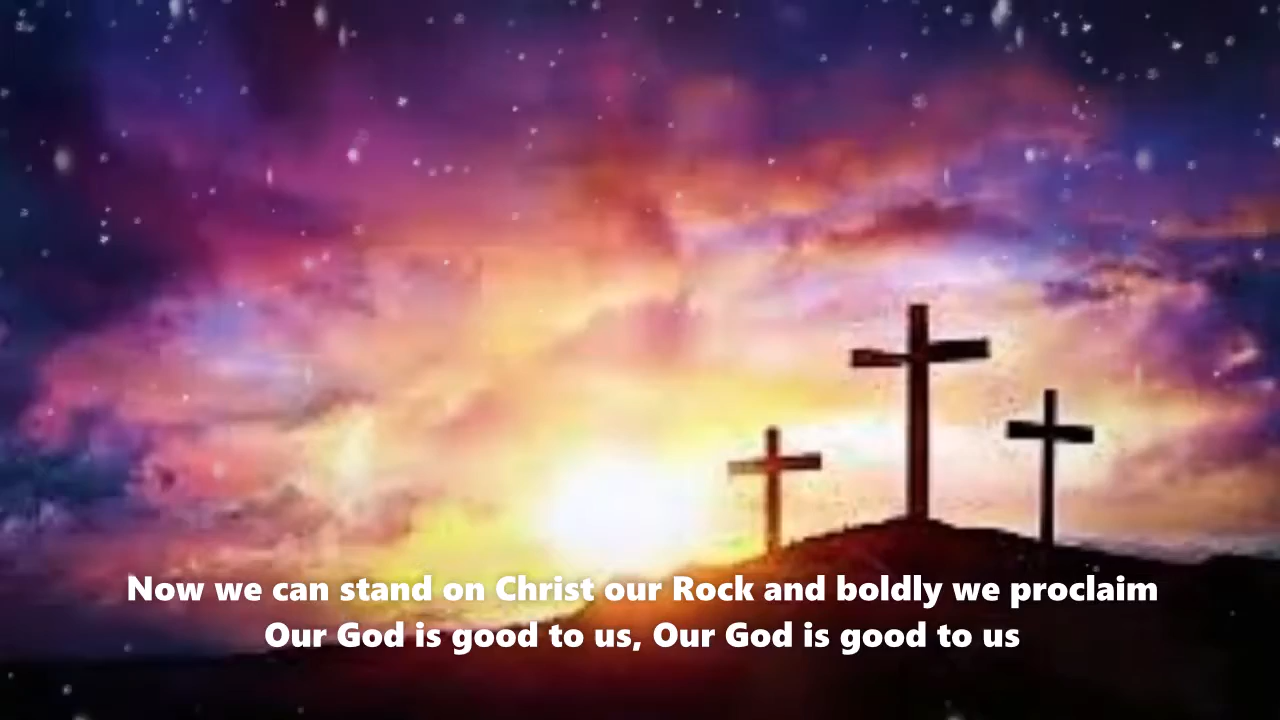 Now we can stand on Christ our Rock and boldly we proclaim
Our God is good to us, Our God is good to us